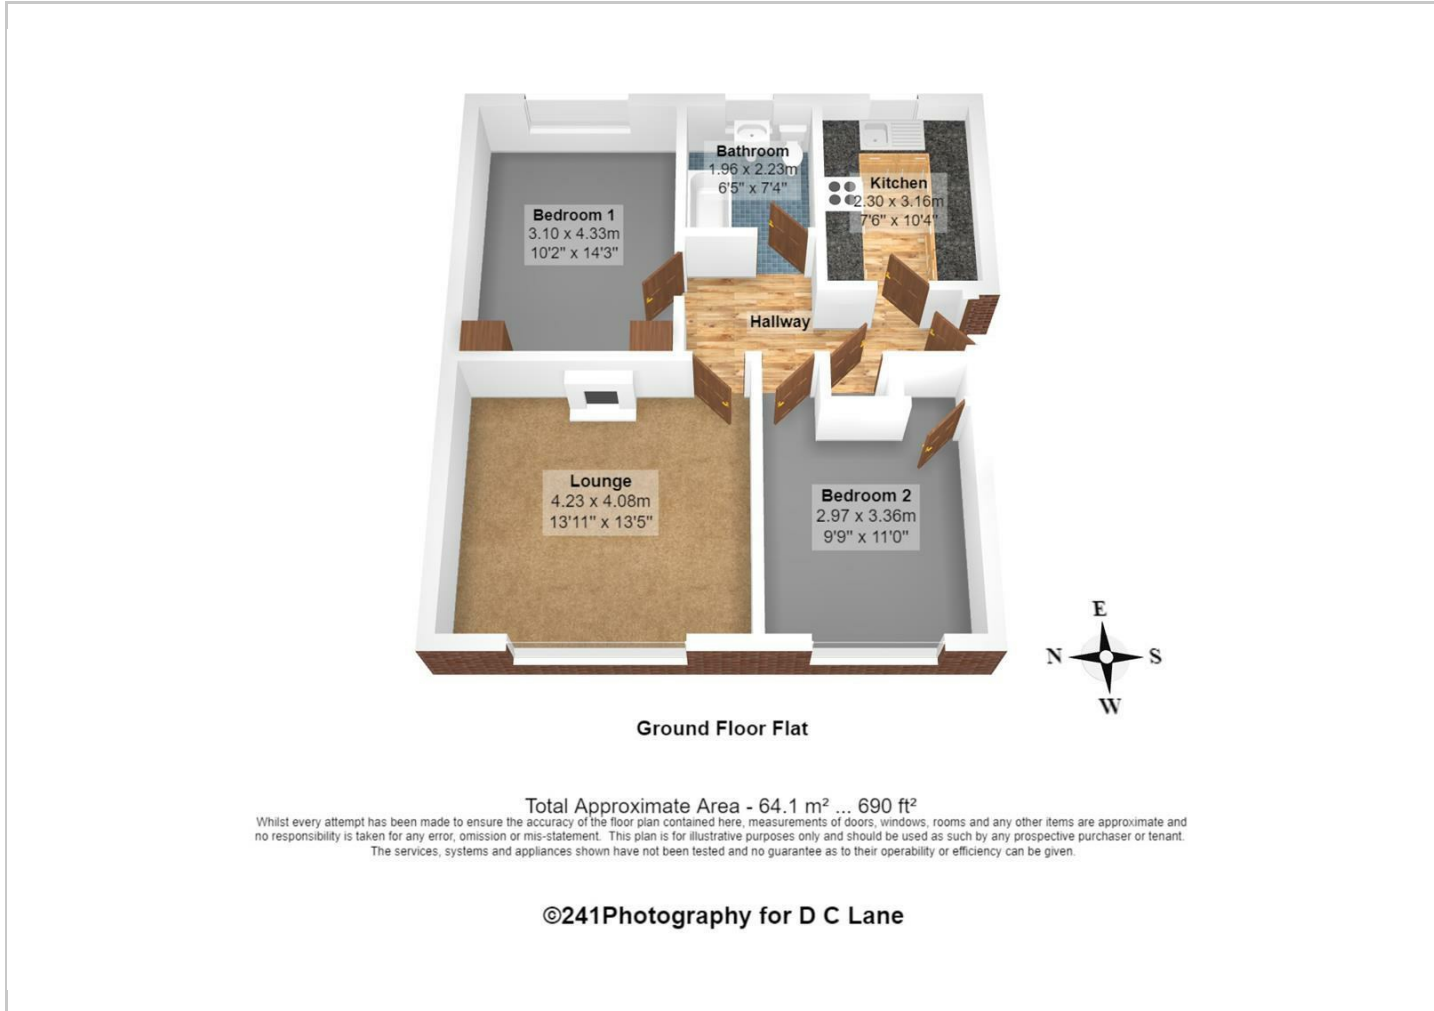 Bathroom
1.96 x 2.23m
6'5" x 7'4"
Kitchen
2.30 x 3.16m
7'6" x 10'4"
Bedroom 1
3.10 x 4.33m
10'2" x 14'3"
Hallway
Lounge
4.23 x 4.08m
13'11" x 13'5"
Bedroom 2
2.97 x 3.36m
9'9" x 11'0"
E
N S
W
Ground Floor Flat
Total Approximate Area - 64.1 m² ... 690 ft²
Whilst every attempt has been made to ensure the accuracy of the floor plan contained here, measurements of doors, windows, rooms and any other items are approximate and
no responsibility is taken for any error, omission or mis-statement. This plan is for illustrative purposes only and should be used as such by any prospective purchaser or tenant.
The services, systems and appliances shown have not been tested and no guarantee as to their operability or efficiency can be given.
©241Photography for D C Lane